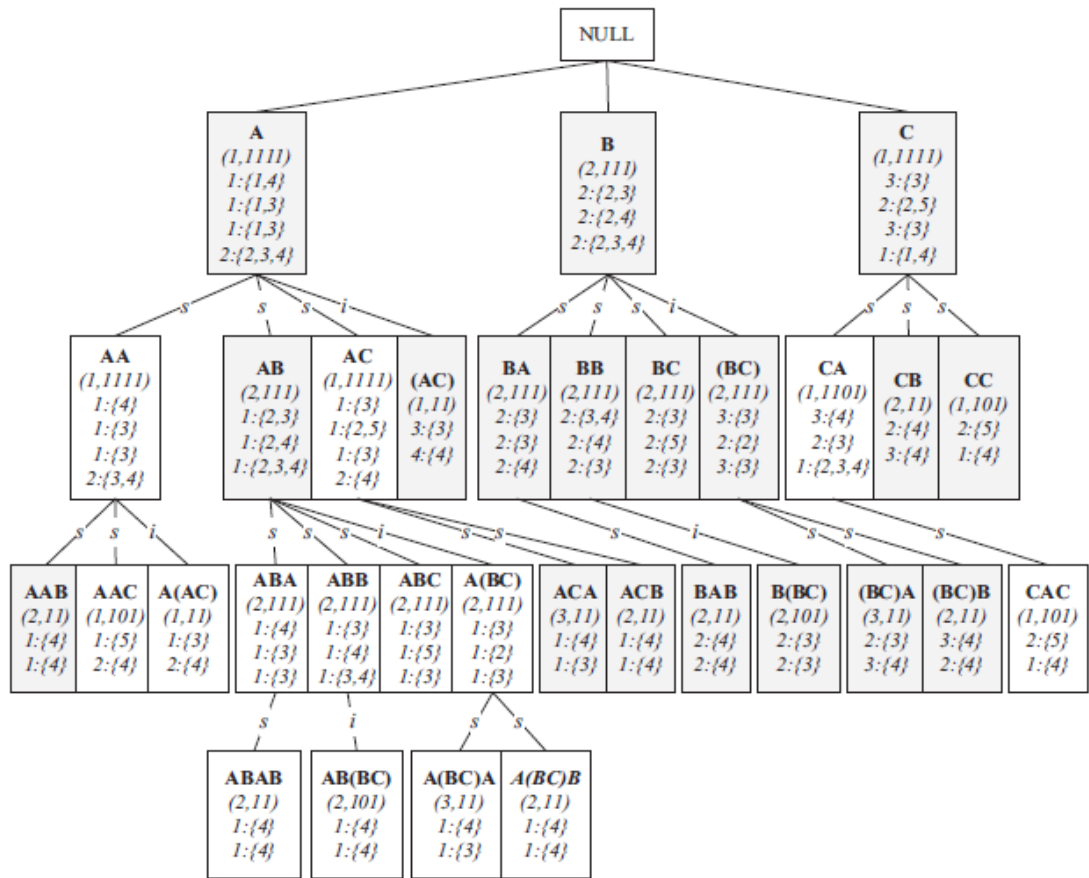 NULL
A
(1,1111)
1:{1,4}
1:{1,3}
1:{1,3}
2:{2,3,4}
B
(2,111)
2:{2,3}
2:{2,4}
2:{2,3,4}
C
(1,1111)
3:{3}
2:{2,5}
3:{3}
1:{1,4}
s
s
s
i
s
s
s
i
s
s
s
AA
(1,1111)
1:{4}
1:{3}
1:{3}
2:{3,4}
AB
(2,111)
1:{2,3}
1:{2,4}
1:{2,3,4}
AC
(1,1111)
1:{3}
1:{2,5}
1:{3}
2:{4}
(AC)
(1,11)
3:{3}
4:{4}
BA
(2,111)
2:{3}
2:{3}
2:{4}
BB
(2,111)
2:{3,4}
2:{4}
2:{3}
BC
(2,111)
2:{3}
2:{5}
2:{3}
(BC)
(2,111)
3:{3}
2:{2}
3:{3}
CA
(1,1101)
3:{4}
2:{3}
1:{2,3,4}
CB
(2,11)
2:{4}
3:{4}
CC
(1,101)
2:{5}
1:{4}
s
s
i
s
s
s
i
s
s
s
i
s
s
s
AAB
(2,11)
1:{4}
1:{4}
AAC
(1,101)
1:{5}
2:{4}
A(AC)
(1,11)
1:{3}
2:{4}
ABA
(2,111)
1:{4}
1:{3}
1:{3}
ABB
(2,111)
1:{3}
1:{4}
1:{3,4}
ABC
(2,111)
1:{3}
1:{5}
1:{3}
A(BC)
(2,111)
1:{3}
1:{2}
1:{3}
ACA
(3,11)
1:{4}
1:{3}
ACB
(2,11)
1:{4}
1:{4}
BAB
(2,11)
2:{4}
2:{4}
B(BC)
(2,101)
2:{3}
2:{3}
(BC)A
(3,11)
2:{3}
3:{4}
(BC)B
(2,11)
3:{4}
2:{4}
CAC
(1,101)
2:{5}
1:{4}
s
i
s
s
ABAB
(2,11)
1:{4}
1:{4}
AB(BC)
(2,101)
1:{4}
1:{4}
A(BC)A
(3,11)
1:{4}
1:{3}
A(BC)B
(2,11)
1:{4}
1:{4}